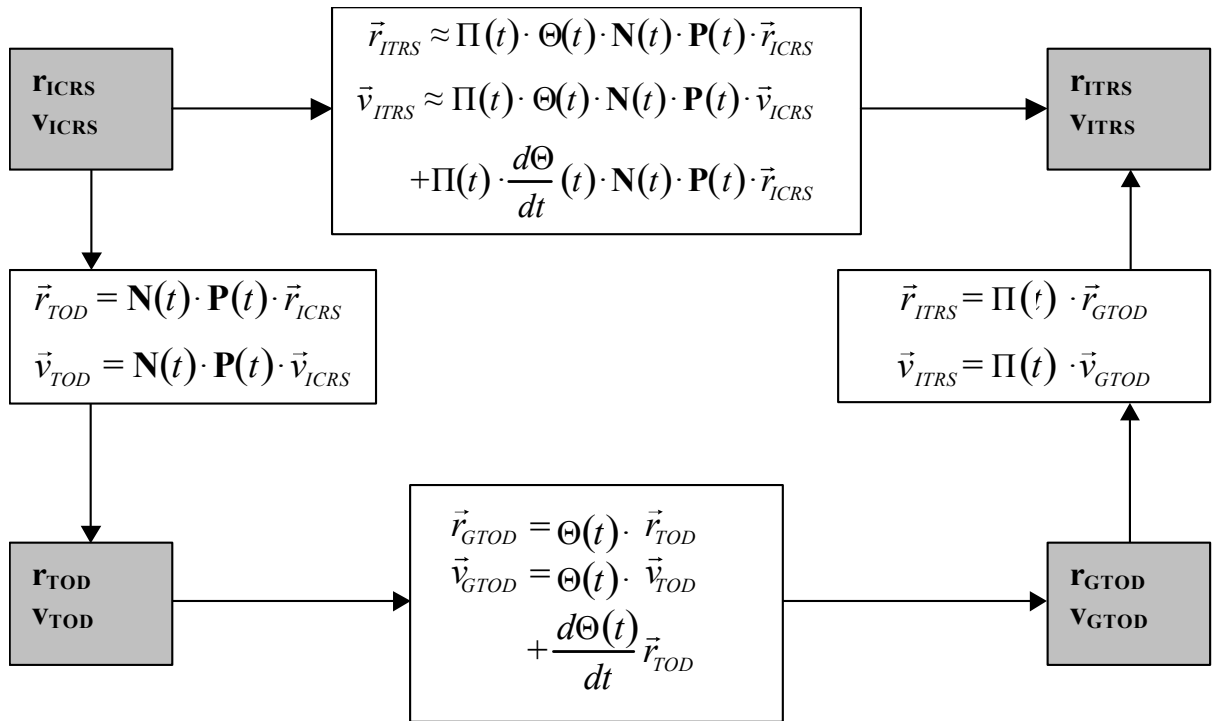 r_ICRS
v_ICRS
r⃗_ITRS ≈ Π(t) · Θ(t) · N(t) · P(t) · r⃗_ICRS
v⃗_ITRS ≈ Π(t) · Θ(t) · N(t) · P(t) · v⃗_ICRS
+Π(t) · dΘ/dt (t) · N(t) · P(t) · r⃗_ICRS
r_ITRS
v_ITRS
r⃗_TOD = N(t) · P(t) · r⃗_ICRS
v⃗_TOD = N(t) · P(t) · v⃗_ICRS
r⃗_ITRS = Π(t) · r⃗_GTOD
v⃗_ITRS = Π(t) · v⃗_GTOD
r_TOD
v_TOD
r⃗_GTOD = Θ(t) · r⃗_TOD
v⃗_GTOD = Θ(t) · v⃗_TOD
+ dΘ(t)/dt r⃗_TOD
r_GTOD
v_GTOD